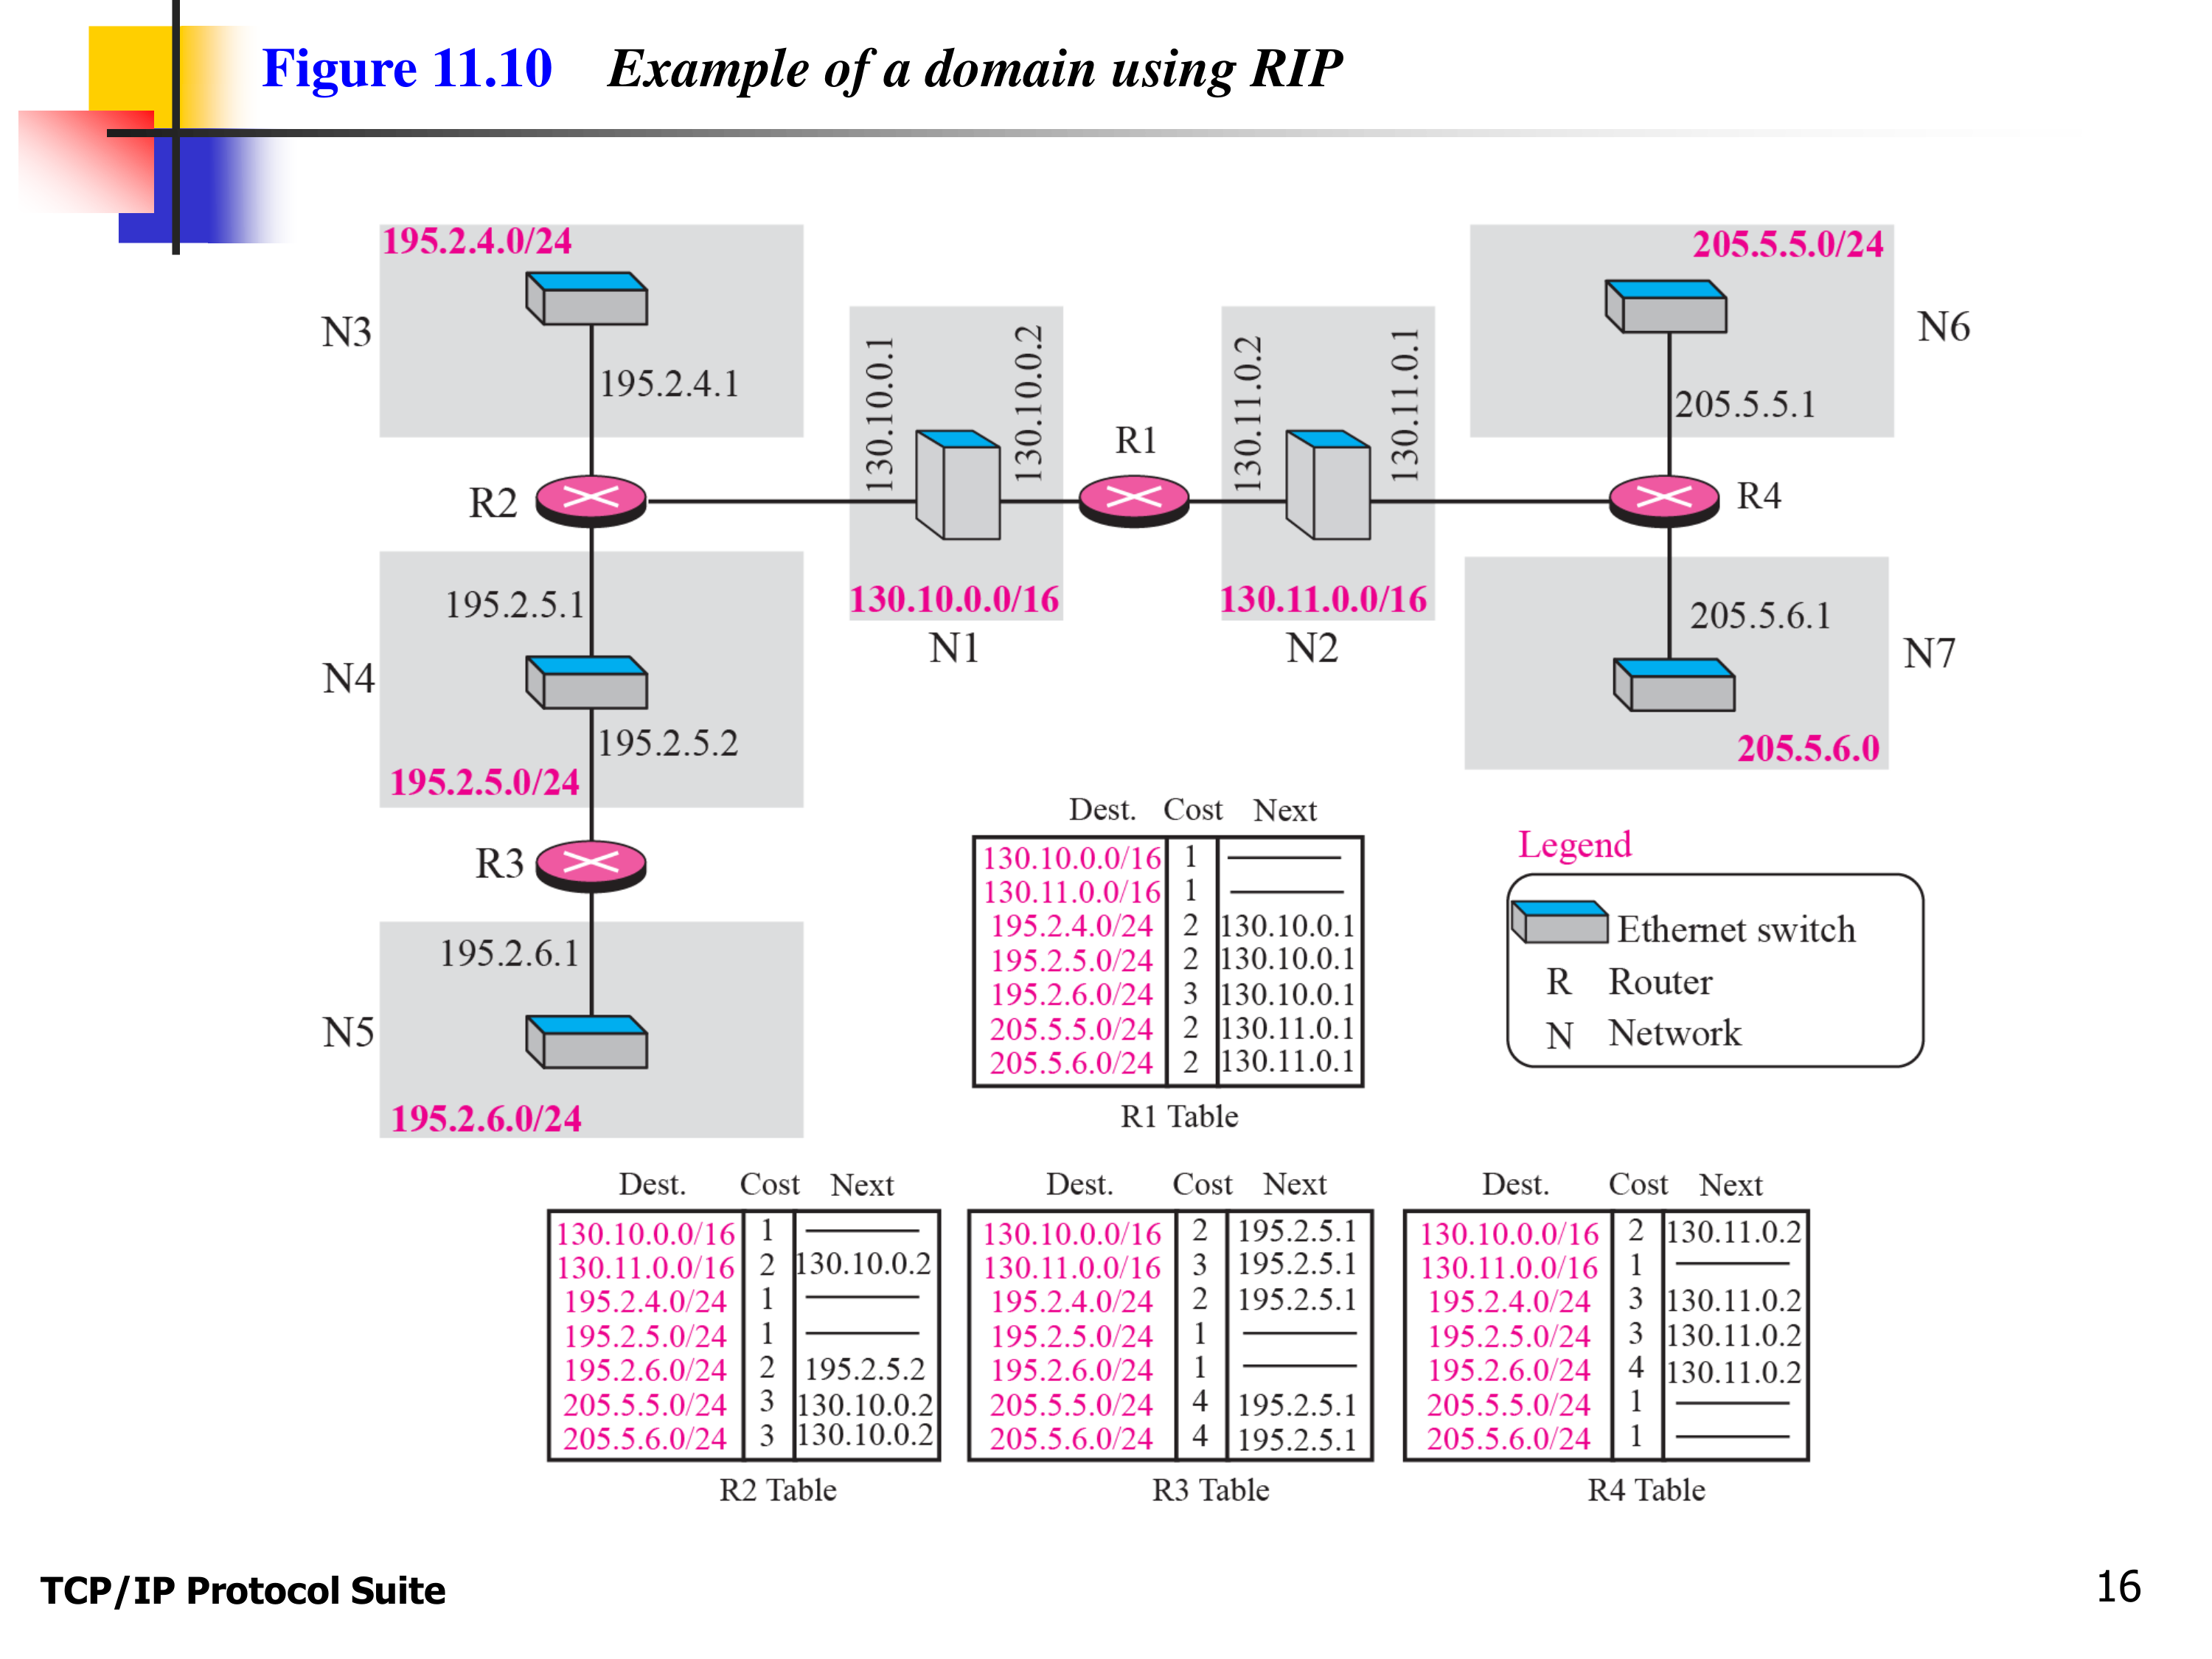 Figure 11.10 Example of a domain using RIP
195.2.4.0/24
205.5.5.0/24
N3
N6
195.2.4.1
130.10.0.1
130.10.0.2
130.11.0.2
130.11.0.1
205.5.5.1
R2
R1
R4
195.2.5.1
130.10.0.0/16
130.11.0.0/16
205.5.6.1
N1
N2
N4
N7
195.2.5.2
205.5.6.0
195.2.5.0/24
R3
195.2.6.1
N5
195.2.6.0/24
Dest. Cost Next
130.10.0.0/16 1
130.11.0.0/16 1
195.2.4.0/24 2 130.10.0.1
195.2.5.0/24 2 130.10.0.1
195.2.6.0/24 3 130.10.0.1
205.5.5.0/24 2 130.11.0.1
205.5.6.0/24 2 130.11.0.1
R1 Table
Legend
Ethernet switch
R Router
N Network
Dest. Cost Next
130.10.0.0/16 1
130.11.0.0/16 2 130.10.0.2
195.2.4.0/24 1
195.2.5.0/24 1
195.2.6.0/24 2 195.2.5.2
205.5.5.0/24 3 130.10.0.2
205.5.6.0/24 3 130.10.0.2
R2 Table
Dest. Cost Next
130.10.0.0/16 2 195.2.5.1
130.11.0.0/16 3 195.2.5.1
195.2.4.0/24 2 195.2.5.1
195.2.5.0/24 1
195.2.6.0/24 1
205.5.5.0/24 4 195.2.5.1
205.5.6.0/24 4 195.2.5.1
R3 Table
Dest. Cost Next
130.10.0.0/16 2 130.11.0.2
130.11.0.0/16 1
195.2.4.0/24 3 130.11.0.2
195.2.5.0/24 3 130.11.0.2
195.2.6.0/24 4 130.11.0.2
205.5.5.0/24 1
205.5.6.0/24 1
R4 Table
TCP/IP Protocol Suite
16